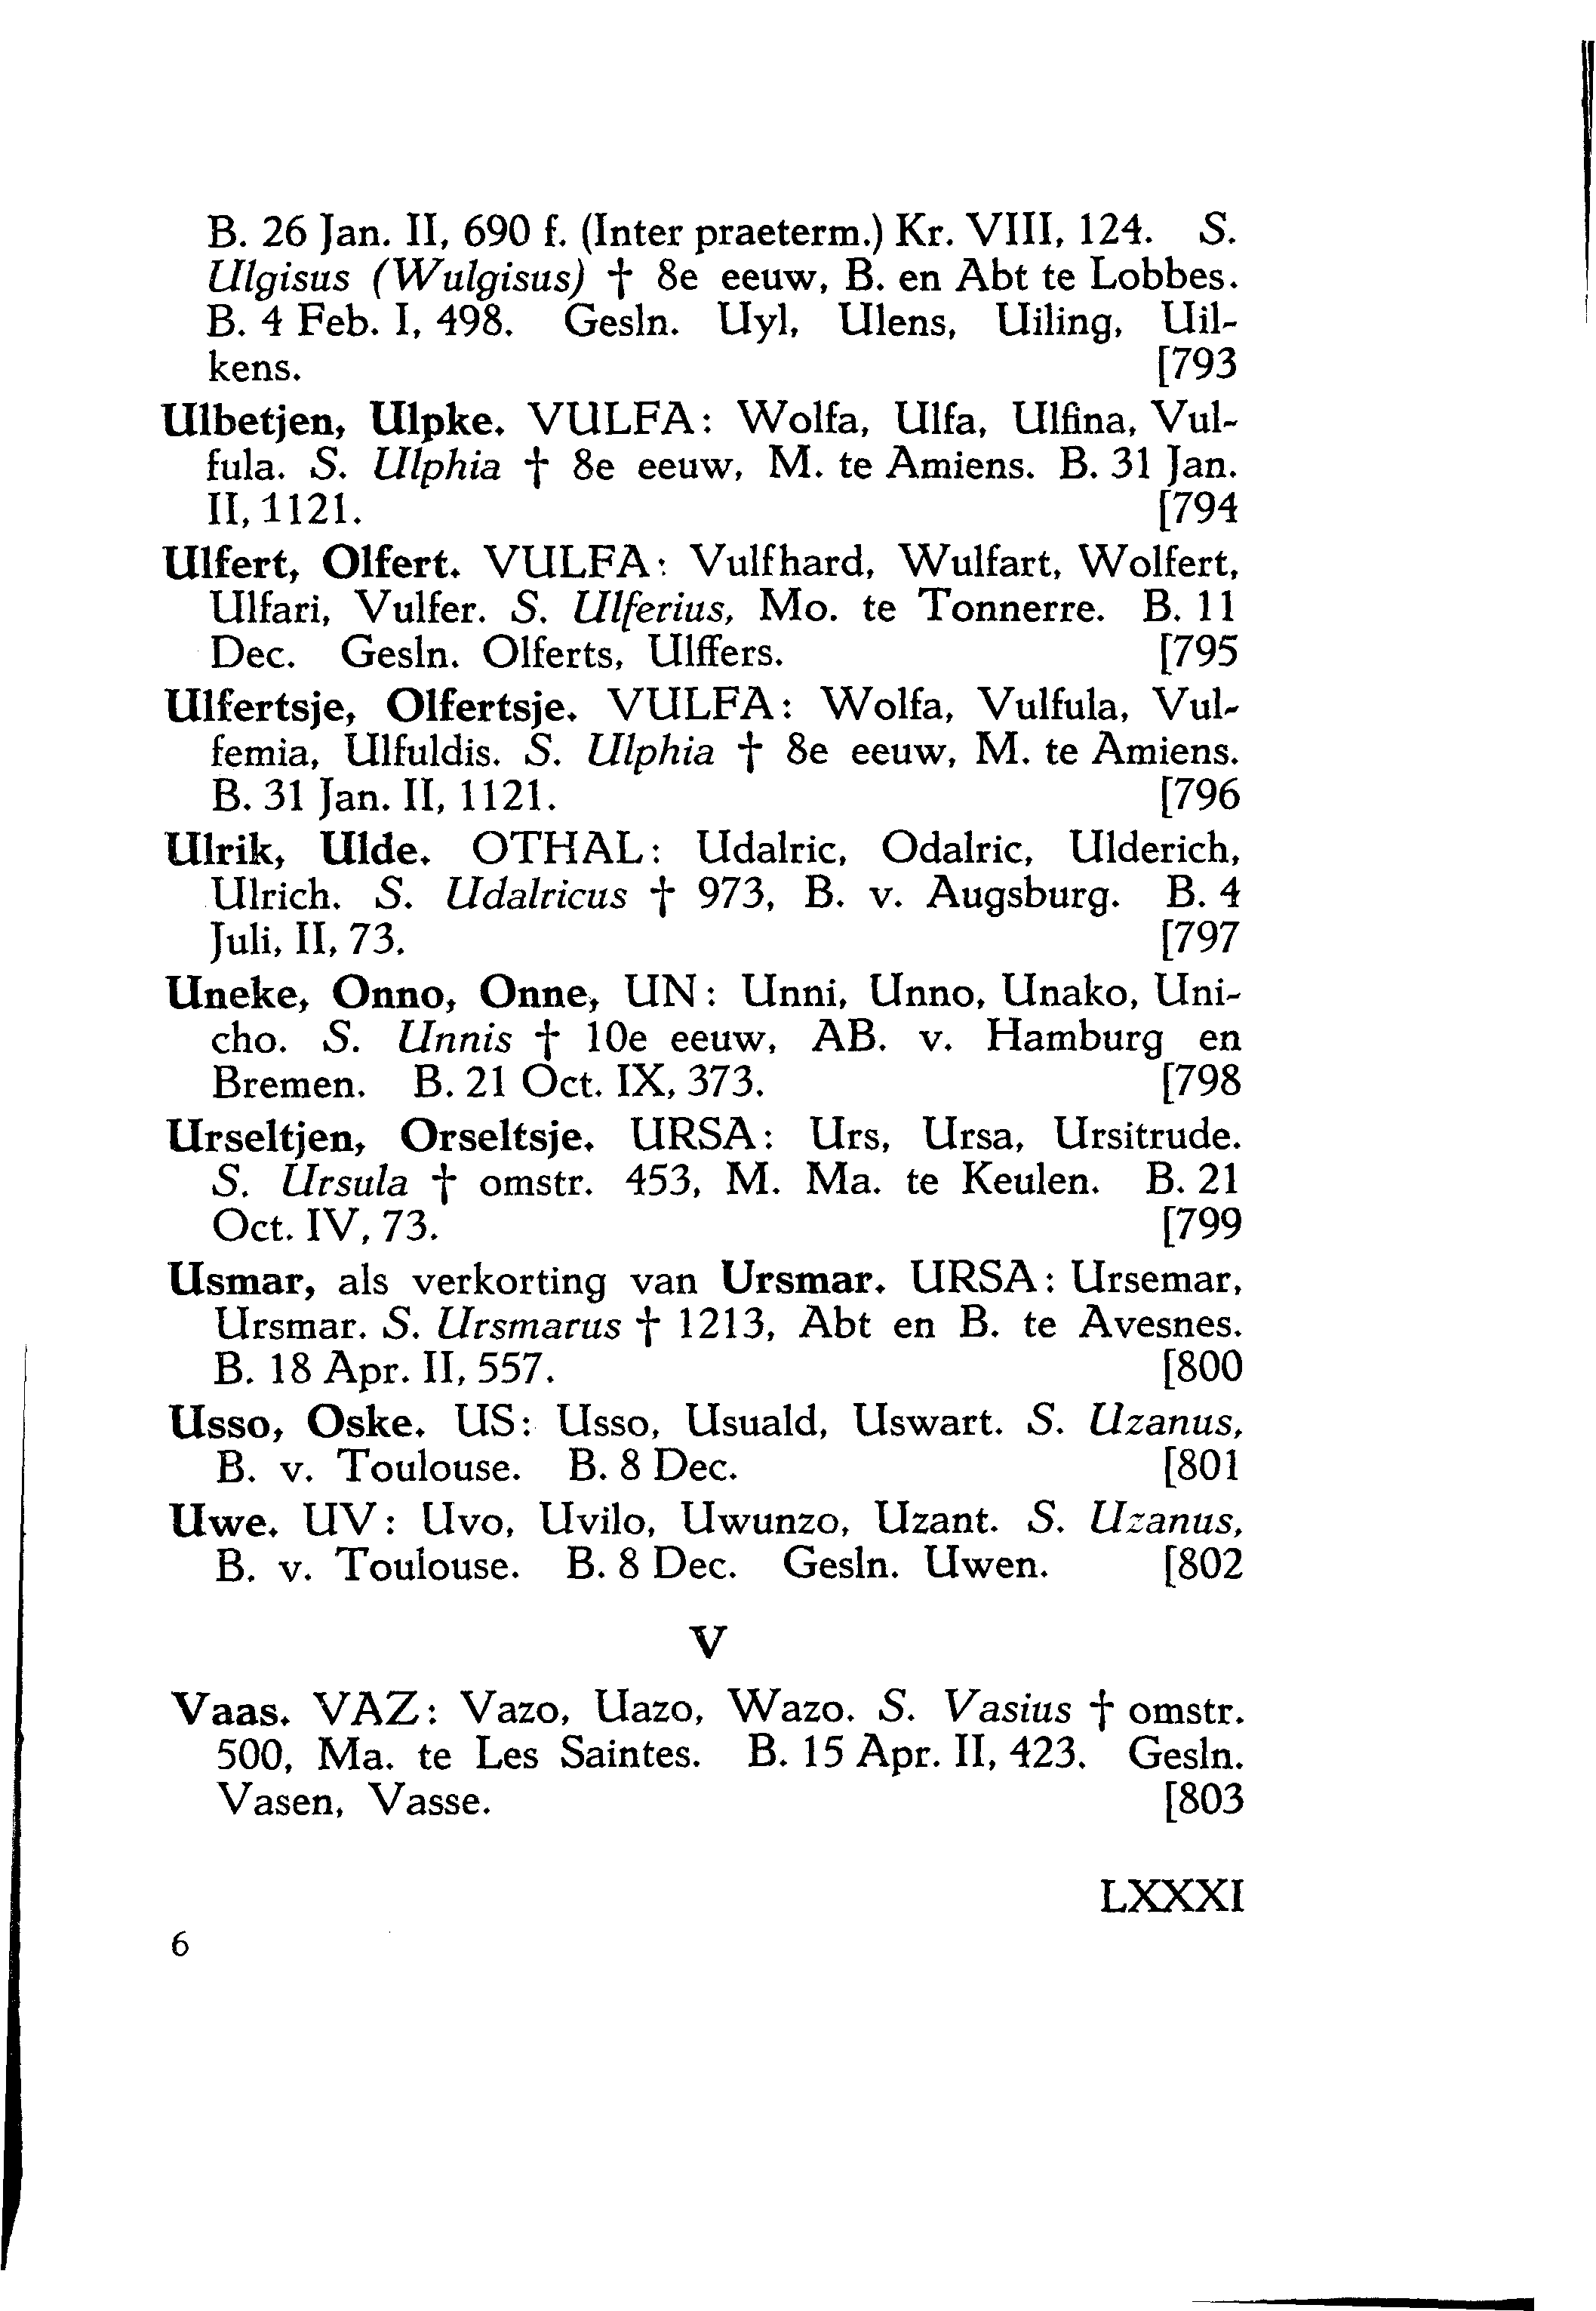 B. 26 Jan. II, 690 f. (Inter praeterm.) Kr. VIII, 124. S.
Ulgisus (Wulgisus) † 8e eeuw, B. en Abt te Lobbes.
B. 4 Feb. I, 498. Gesln. Uyl, Ulens, Uiling, Uil-
kens. [793
Ulbetjen, Ulpke. VULFA: Wolfa, Ulfa, Ulfina, Vul-
fula. S. Ulphia † 8e eeuw, M. te Amiens. B. 31 Jan.
II, 1121. [794
Ulfert, Olfert. VULFA: Vulfhard, Wulfart, Wolfert,
Ulfari, Vulfer. S. Ulferius, Mo. te Tonnerre. B. 11
Dec. Gesln. Olferts, Ulffers. [795
Ulfertsje, Olfertsje. VULFA: Wolfa, Vulfula, Vul-
femia, Ulfuldis. S. Ulphia † 8e eeuw, M. te Amiens.
B. 31 Jan. II, 1121. [796
Ulrik, Ulde. OTHAL: Udalric, Odalric, Ulderich,
Ulrich. S. Udalricus † 973, B. v. Augsburg. B. 4
Juli, II, 73. [797
Uneke, Onno, Onne, UN: Unni, Unno, Unako, Uni-
cho. S. Unnis † 10e eeuw, AB. v. Hamburg en
Bremen. B. 21 Oct. IX, 373. [798
Urseltjen, Orseltsje. URSA: Urs, Ursa, Ursitrude.
S. Ursula † omstr. 453, M. Ma. te Keulen. B. 21
Oct. IV, 73. [799
Usmar, als verkorting van Ursmar. URSA: Ursemar,
Ursmar. S. Ursmarus † 1213, Abt en B. te Avesnes.
B. 18 Apr. II, 557. [800
Usso, Oske. US: Usso, Usuald, Uswart. S. Uzanus,
B. v. Toulouse. B. 8 Dec. [801
Uwe. UV: Uvo, Uvilo, Uwunzo, Uzant. S. Uzanus,
B. v. Toulouse. B. 8 Dec. Gesln. Uwen. [802
V
Vaas. VAZ: Vazo, Uazo, Wazo. S. Vasius † omstr.
500, Ma. te Les Saintes. B. 15 Apr. II, 423. Gesln.
Vasen, Vasse. [803
LXXXI
6